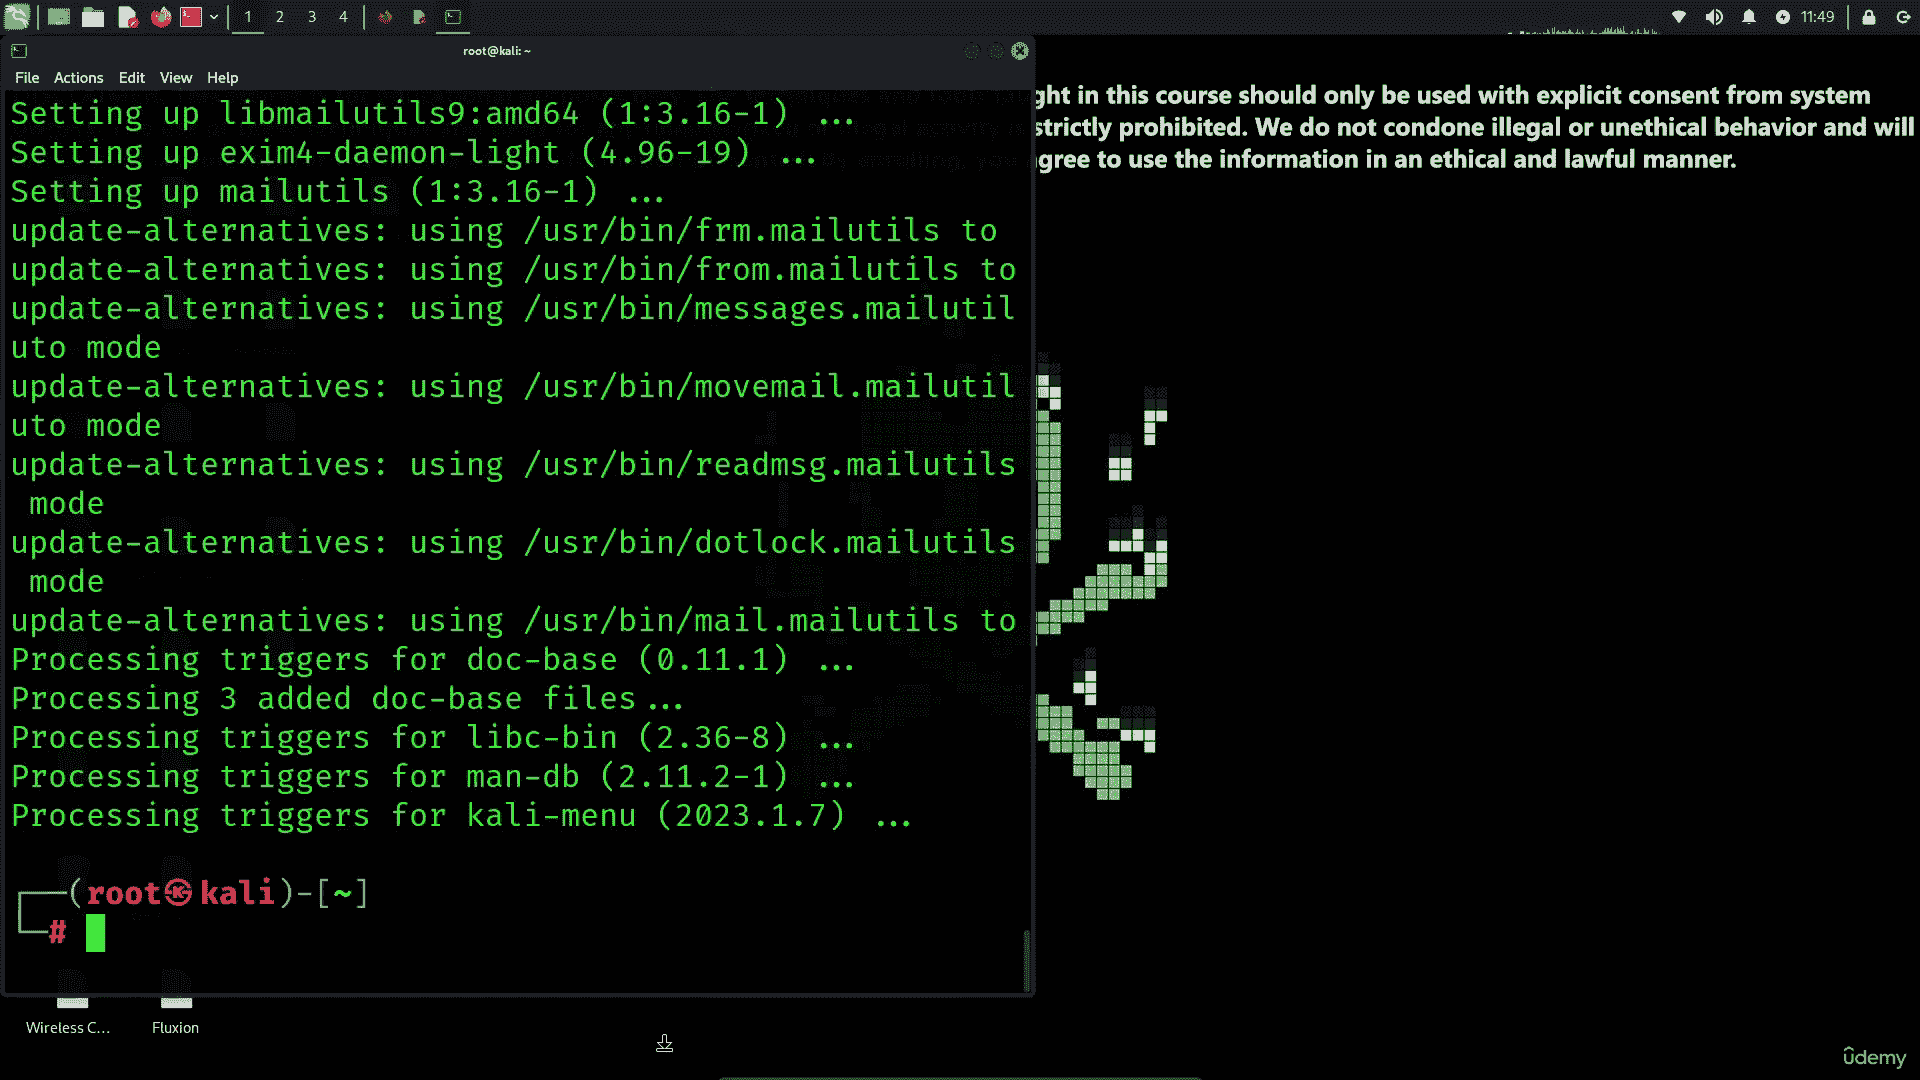 1 2 3 4 11:49
root@kali: ~
File Actions Edit View Help
Setting up libmailutils9:amd64 (1:3.16-1) ...
Setting up exim4-daemon-light (4.96-19) ...
Setting up mailutils (1:3.16-1) ...
update-alternatives: using /usr/bin/frm.mailutils to
update-alternatives: using /usr/bin/from.mailutils to
update-alternatives: using /usr/bin/messages.mailutil
uto mode
update-alternatives: using /usr/bin/movemail.mailutil
uto mode
update-alternatives: using /usr/bin/readmsg.mailutils
mode
update-alternatives: using /usr/bin/dotlock.mailutils
mode
update-alternatives: using /usr/bin/mail.mailutils to
Processing triggers for doc-base (0.11.1) ...
Processing 3 added doc-base files...
Processing triggers for libc-bin (2.36-8) ...
Processing triggers for man-db (2.11.2-1) ...
Processing triggers for kali-menu (2023.1.7) ...
(root㉿kali)-[~]
#
ght in this course should only be used with explicit consent from system
strictly prohibited. We do not condone illegal or unethical behavior and will
gree to use the information in an ethical and lawful manner.
Wireless C... Fluxion
ûdemy